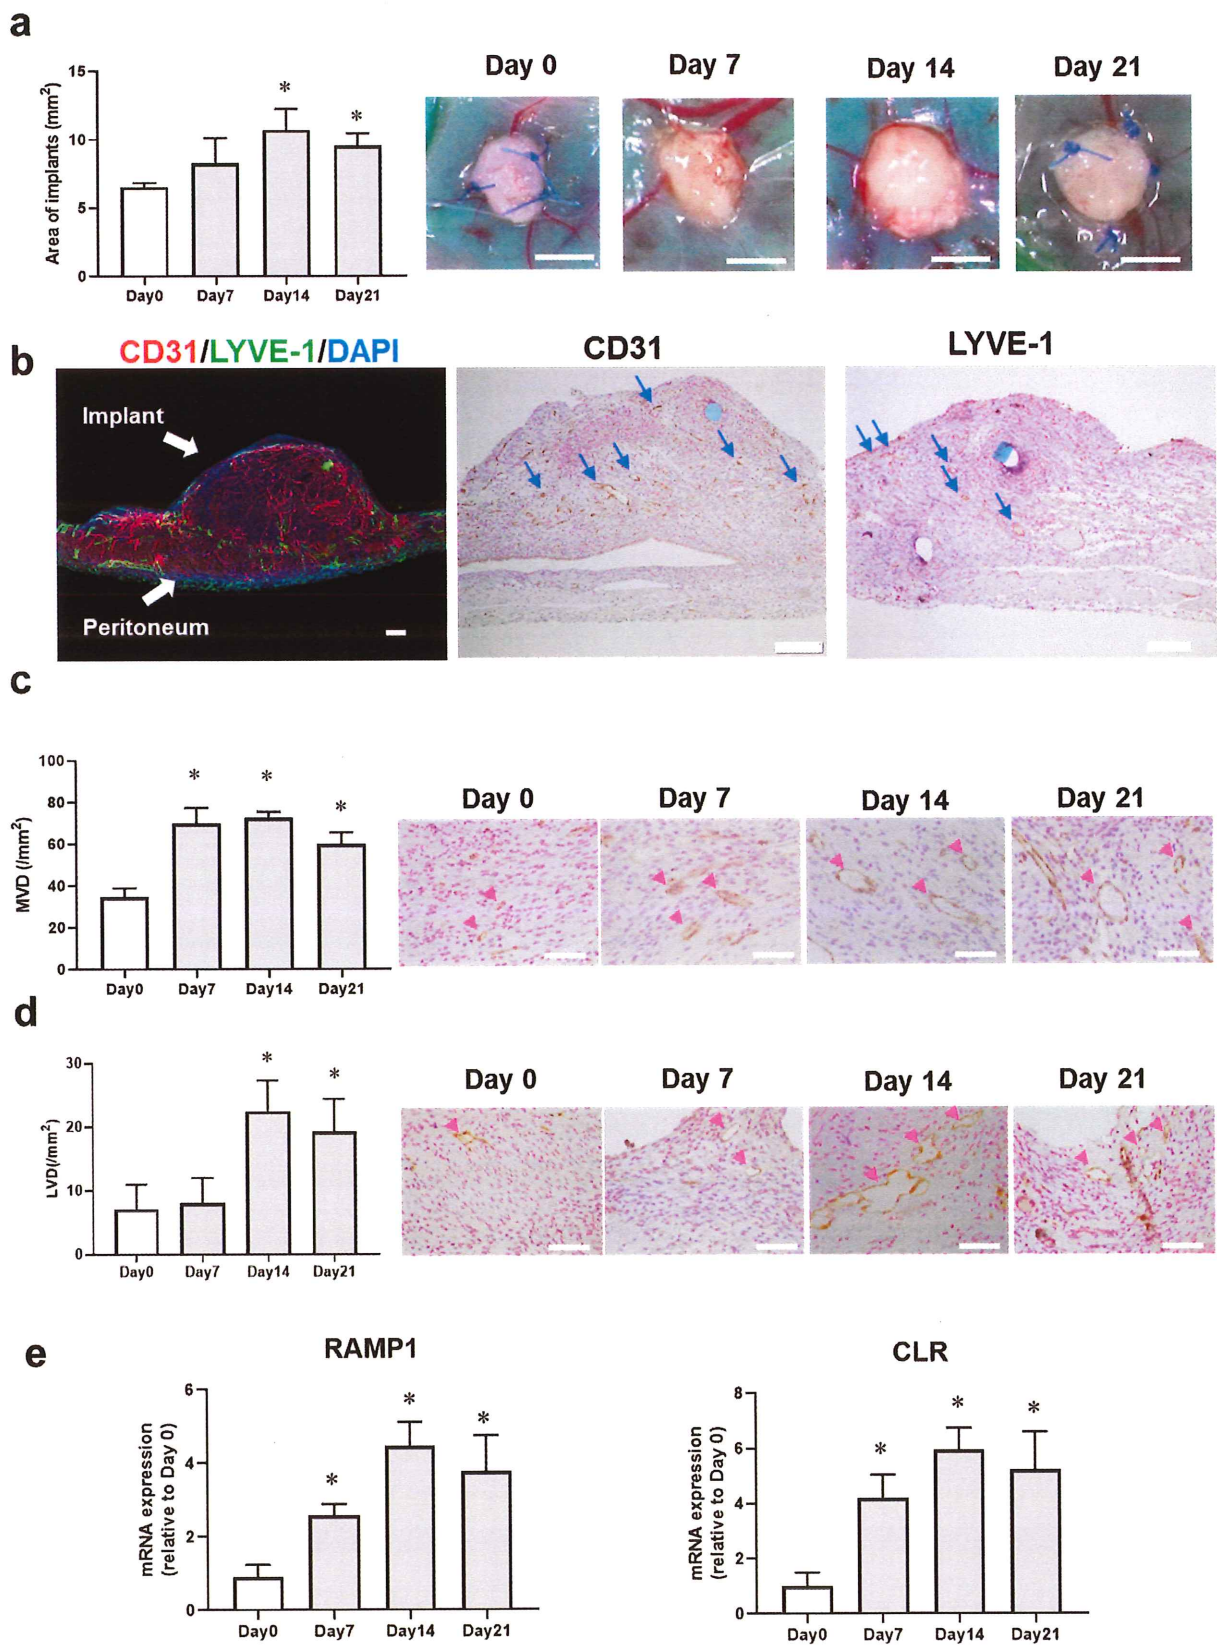 a
Area of implants (mm²)
15
10
5
0
* *
Day0 Day7 Day14 Day21
Day 0 Day 7 Day 14 Day 21
b
CD31/LYVE-1/DAPI
Implant
Peritoneum
CD31
LYVE-1
c
MVD (/mm²)
100
80
60
40
20
0
* * *
Day0 Day7 Day14 Day21
Day 0 Day 7 Day 14 Day 21
d
LVD(/mm²)
30
20
10
0
* *
Day0 Day7 Day14 Day21
Day 0 Day 7 Day 14 Day 21
e
RAMP1
mRNA expression
(relative to Day 0)
6
4
2
0
* * *
Day0 Day7 Day14 Day21
CLR
mRNA expression
(relative to Day 0)
8
6
4
2
0
* * *
Day0 Day7 Day14 Day21